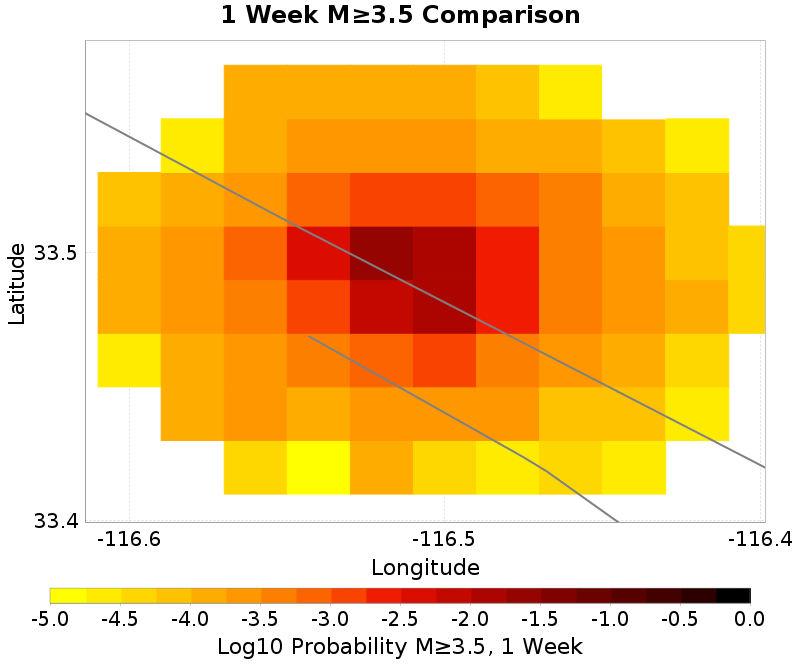 1 Week M≥3.5 Comparison
Latitude
33.5
33.4
-116.6 -116.5 -116.4
Longitude
-5.0 -4.5 -4.0 -3.5 -3.0 -2.5 -2.0 -1.5 -1.0 -0.5 0.0
Log10 Probability M≥3.5, 1 Week